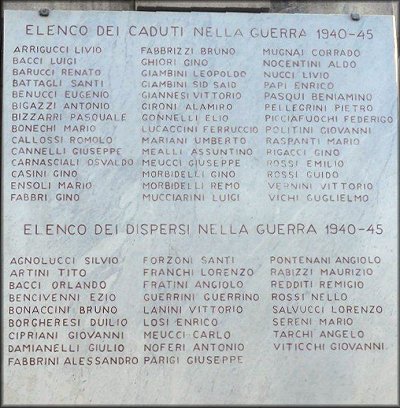 ELENCO DEI CADUTI NELLA GUERRA 1940-45
ARRIGUCCI LIVIO
BACCI LUIGI
BARUCCI RENATO
BATTAGLI SANTI
BENUCCI EUGENIO
BIGAZZI ANTONIO
BIZZARRI PASQUALE
BONECHI MARIO
CALLOSSI ROMOLO
CANNELLI GIUSEPPE
CARNASCIALI OSVALDO
CASINI GINO
ENSOLI MARIO
FABBRI GINO
FABBRIZZI BRUNO
GHIORI GINO
GIAMBINI LEOPOLDO
GIAMBINI SID SAID
GIANNESI VITTORIO
GIRONI ALAMIRO
GONNELLI ELIO
LUCACCINI FERRUCCIO
MARIANI UMBERTO
MEALLI ASSUNTINO
MEUCCI GIUSEPPE
MORBIDELLI GINO
MORBIDELLI REMO
MUCCIARINI LUIGI
MUGNAI CORRADO
NOCENTINI ALDO
NUCCI LIVIO
PAPI ENRICO
PASQUI BENIAMINO
PELLEGRINI PIETRO
PICCIAFUOCHI FEDERIGO
POLITINI GIOVANNI
RASPANTI MARIO
RIGACCI GINO
ROSSI EMILIO
ROSSI GUIDO
VERNINI VITTORIO
VICHI GUGLIELMO
ELENCO DEI DISPERSI NELLA GUERRA 1940-45
AGNOLUCCI SILVIO
ARTINI TITO
BACCI ORLANDO
BENCIVENNI EZIO
BONACCINI BRUNO
BORGHERESI DUILIO
CIPRIANI GIOVANNI
DAMIANELLI GIULIO
FABBRINI ALESSANDRO
FORZONI SANTI
FRANCHI LORENZO
FRATINI ANGIOLO
GUERRINI GUERRINO
LANINI VITTORIO
LOSI ENRICO
MEUCCI CARLO
NOFERI ANTONIO
PARIGI GIUSEPPE
PONTENANI ANGIOLO
RABIZZI MAURIZIO
REDDITI REMIGIO
ROSSI NELLO
SALVUCCI LORENZO
SERENI MARIO
TARCHI ANGELO
VITICCHI GIOVANNI